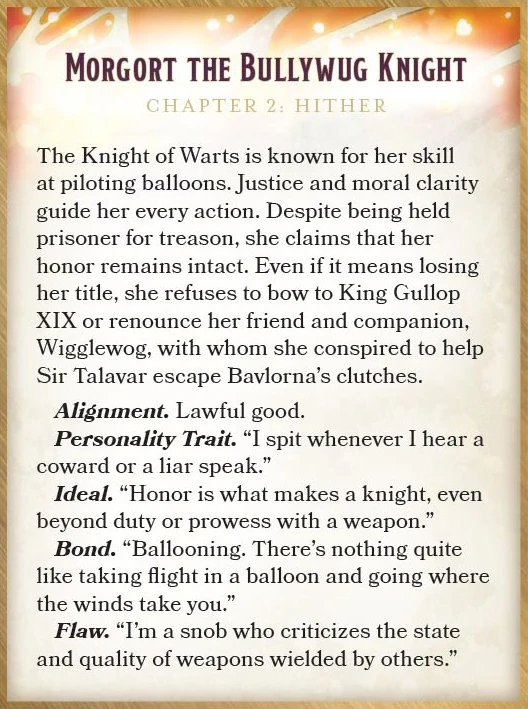 MORGORT THE BULLYWUG KNIGHT
CHAPTER 2: HITHER
The Knight of Warts is known for her skill
at piloting balloons. Justice and moral clarity
guide her every action. Despite being held
prisoner for treason, she claims that her
honor remains intact. Even if it means losing
her title, she refuses to bow to King Gullop
XIX or renounce her friend and companion,
Wigglewog, with whom she conspired to help
Sir Talavar escape Bavlorna’s clutches.
Alignment. Lawful good.
Personality Trait. “I spit whenever I hear a
coward or a liar speak.”
Ideal. “Honor is what makes a knight, even
beyond duty or prowess with a weapon.”
Bond. “Ballooning. There’s nothing quite
like taking flight in a balloon and going where
the winds take you.”
Flaw. “I’m a snob who criticizes the state
and quality of weapons wielded by others.”